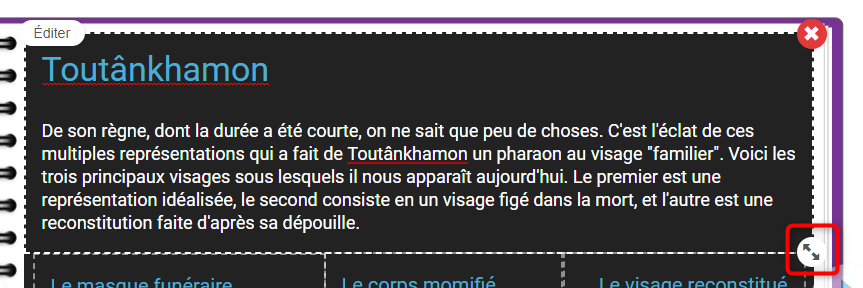 Éditer
Toutânkhamon
De son règne, dont la durée a été courte, on ne sait que peu de choses. C'est l'éclat de ces
multiples représentations qui a fait de Toutânkhamon un pharaon au visage "familier". Voici les
trois principaux visages sous lesquels il nous apparaît aujourd'hui. Le premier est une
représentation idéalisée, le second consiste en un visage figé dans la mort, et l'autre est une
reconstitution faite d'après sa dépouille.
Le masque funéraire Le corps momifié Le visage reconstitué